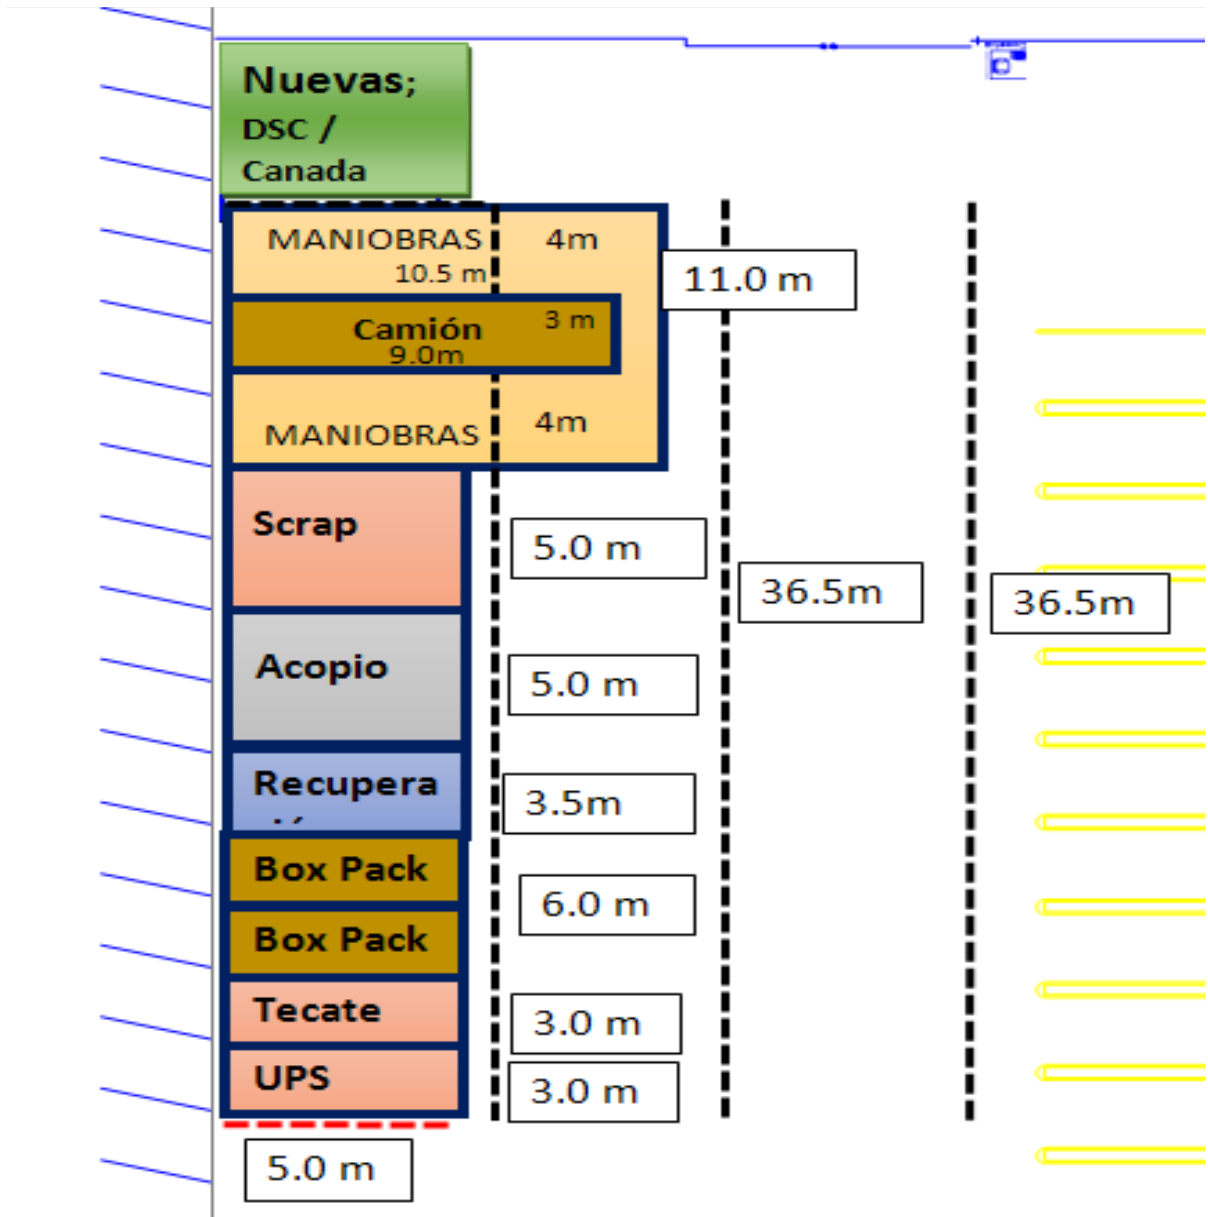 Nuevas;
DSC /
Canada
MANIOBRAS 4m
10.5 m
11.0 m
Camión 3 m
9.0m
MANIOBRAS 4m
Scrap
5.0 m
36.5m
36.5m
Acopio
5.0 m
Recupera
3.5m
Box Pack
6.0 m
Box Pack
Tecate
3.0 m
UPS
3.0 m
5.0 m